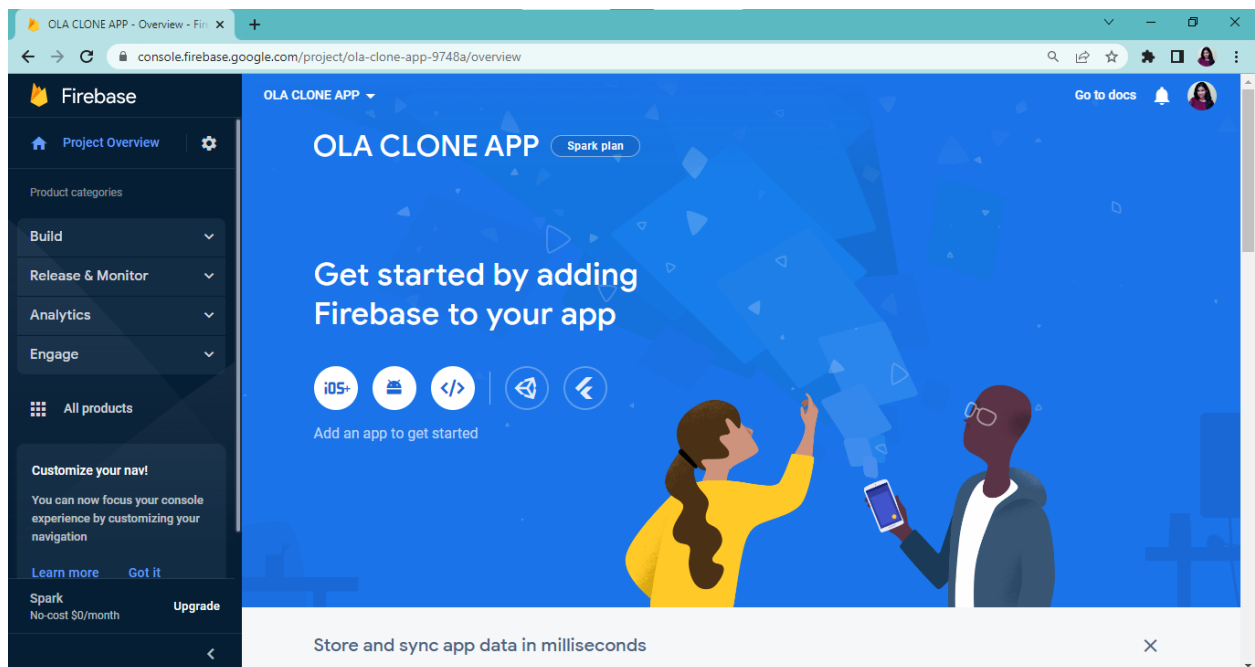 OLA CLONE APP - Overview - Fir
console.firebase.google.com/project/ola-clone-app-9748a/overview
Firebase
OLA CLONE APP
Go to docs
Project Overview
OLA CLONE APP
Spark plan
Product categories
Build
Release & Monitor
Analytics
Engage
All products
Get started by adding
Firebase to your app
iOS+
</>
Add an app to get started
Customize your nav!
You can now focus your console
experience by customizing your
navigation
Learn more
Got it
Spark
No-cost $0/month
Upgrade
Store and sync app data in milliseconds